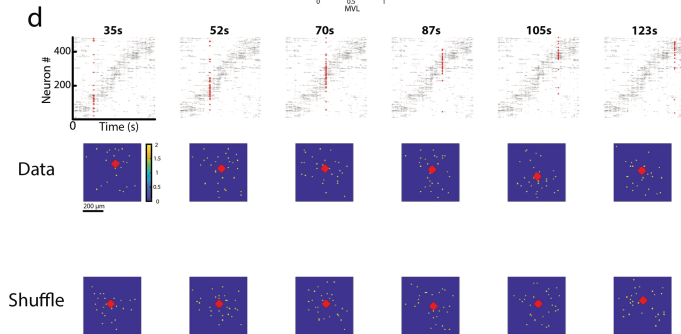 0 0.5 1
MVL
d
35s 52s 70s 87s 105s 123s
Neuron #
400
200
0
Time (s)
Data
2
1.5
1
0.5
0
200 μm
Shuffle